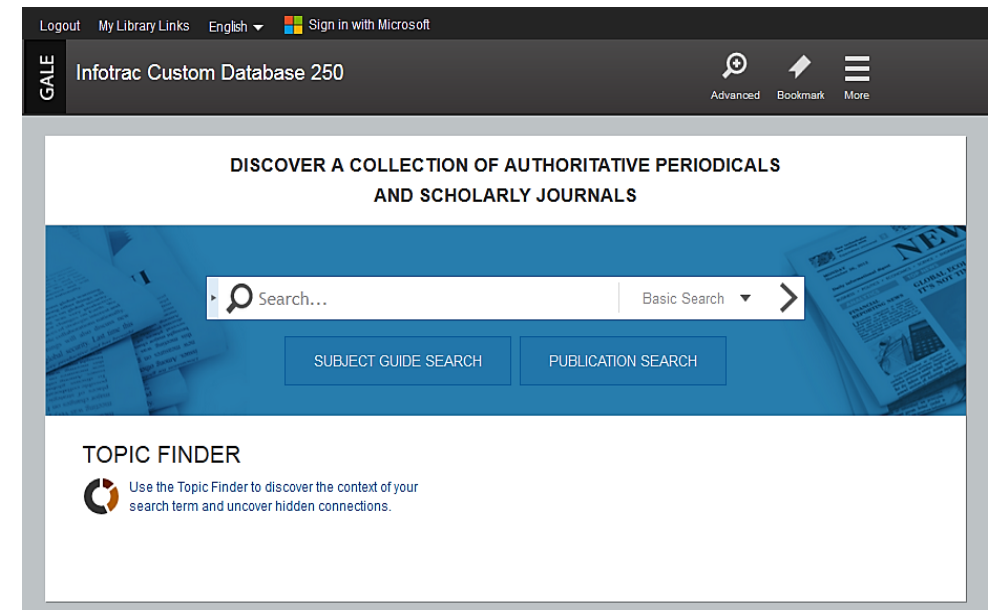 Logout My Library Links English Sign in with Microsoft
GALE
Infotrac Custom Database 250
Advanced Bookmark More
DISCOVER A COLLECTION OF AUTHORITATIVE PERIODICALS
AND SCHOLARLY JOURNALS
Search...
Basic Search
SUBJECT GUIDE SEARCH PUBLICATION SEARCH
TOPIC FINDER
Use the Topic Finder to discover the context of your
search term and uncover hidden connections.